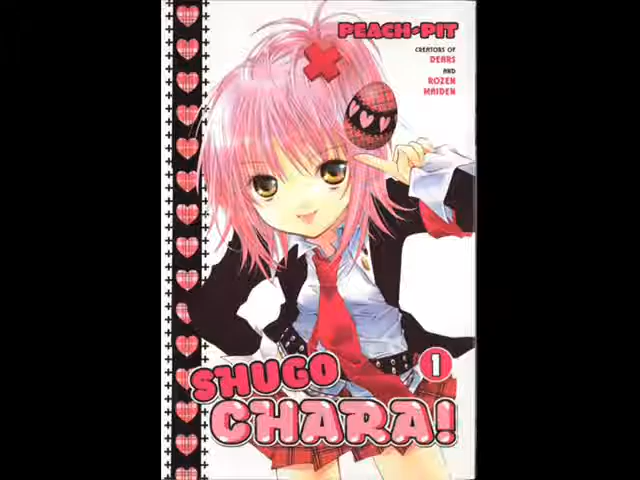 PEACH-PIT
CREATORS OF
DEARS
AND
ROZEN
MAIDEN
SHUGO
CHARA!
1